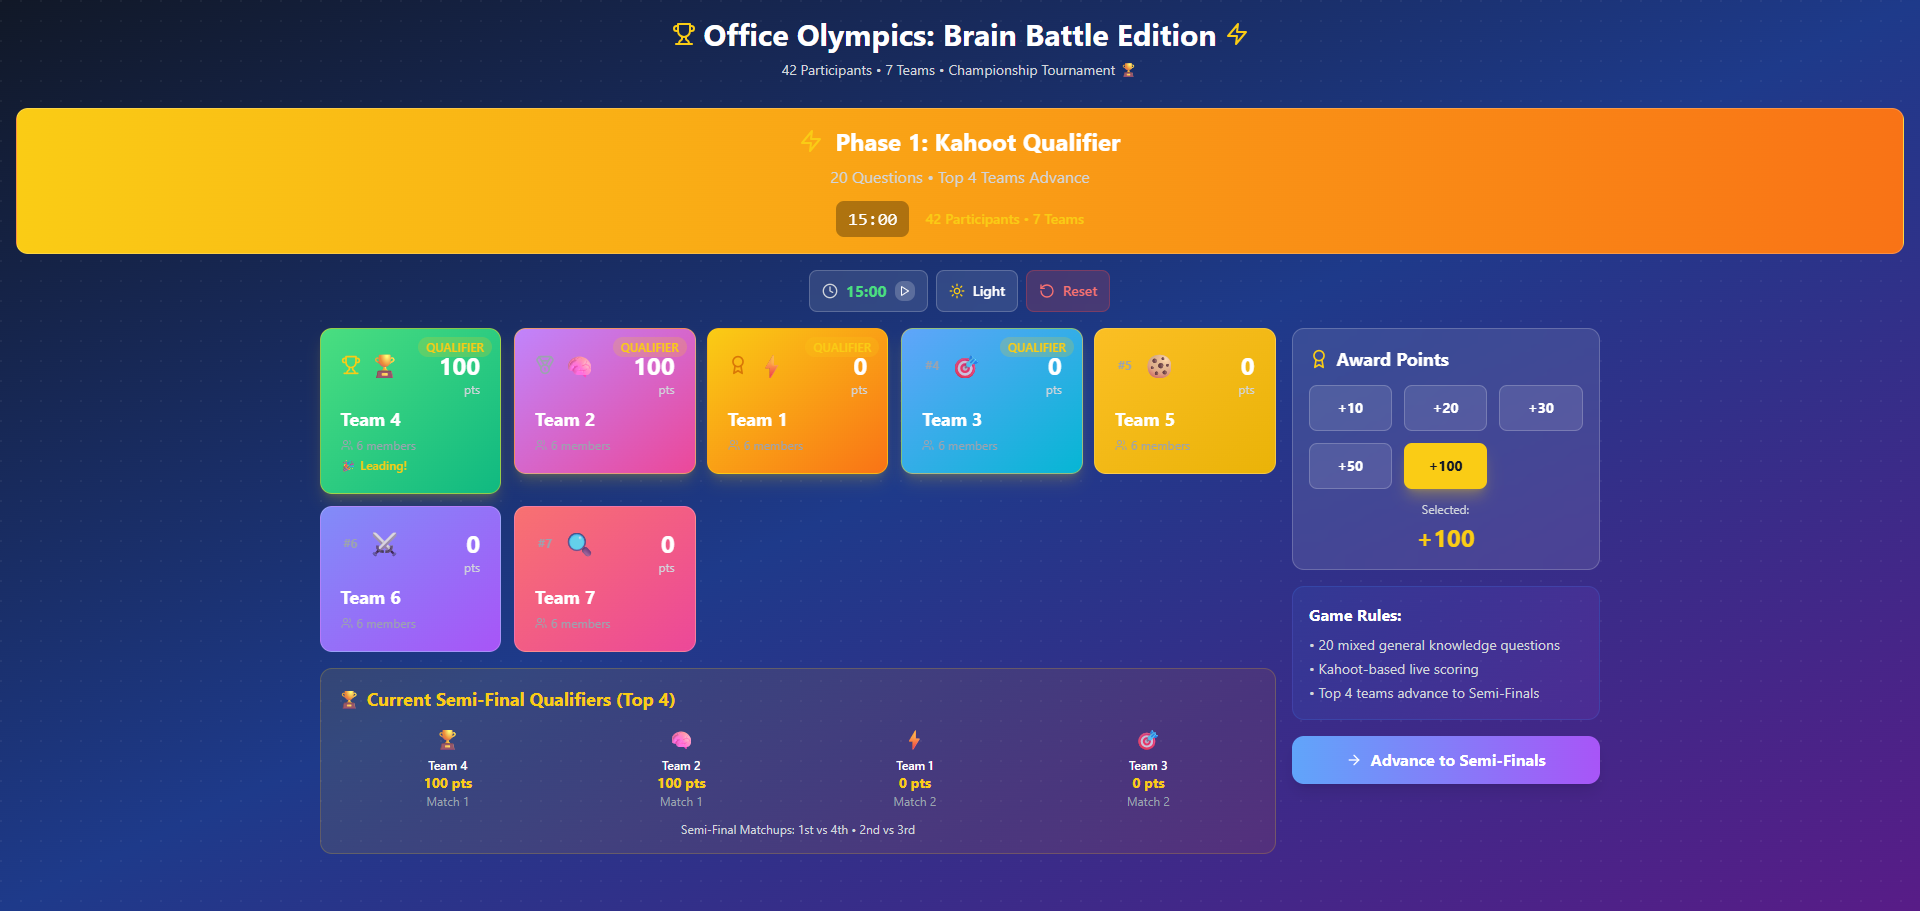 Office Olympics: Brain Battle Edition
42 Participants • 7 Teams • Championship Tournament
Phase 1: Kahoot Qualifier
20 Questions • Top 4 Teams Advance
15:00
42 Participants • 7 Teams
15:00
Light
Reset
QUALIFIER
100
pts
Team 4
6 members
Leading!
QUALIFIER
100
pts
Team 2
6 members
QUALIFIER
0
pts
Team 1
6 members
QUALIFIER
#4
0
pts
Team 3
6 members
#5
0
pts
Team 5
6 members
#6
0
pts
Team 6
6 members
#7
0
pts
Team 7
6 members
Current Semi-Final Qualifiers (Top 4)
Team 4
100 pts
Match 1
Team 2
100 pts
Match 1
Team 1
0 pts
Match 2
Team 3
0 pts
Match 2
Semi-Final Matchups: 1st vs 4th • 2nd vs 3rd
Award Points
+10
+20
+30
+50
+100
Selected:
+100
Game Rules:
• 20 mixed general knowledge questions
• Kahoot-based live scoring
• Top 4 teams advance to Semi-Finals
Advance to Semi-Finals